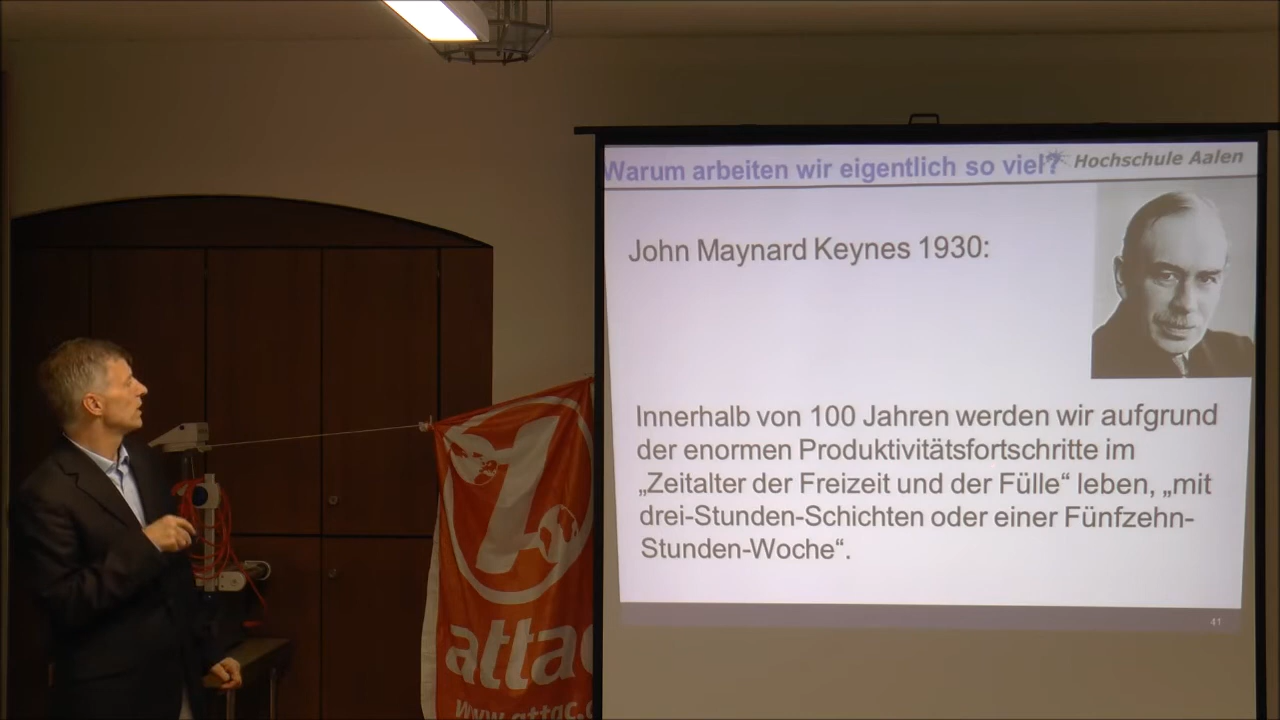 Warum arbeiten wir eigentlich so viel?
Hochschule Aalen
John Maynard Keynes 1930:
Innerhalb von 100 Jahren werden wir aufgrund
der enormen Produktivitätsfortschritte im
„Zeitalter der Freizeit und der Fülle“ leben, „mit
drei-Stunden-Schichten oder einer Fünfzehn-
Stunden-Woche“.
41
attac
www.attac.